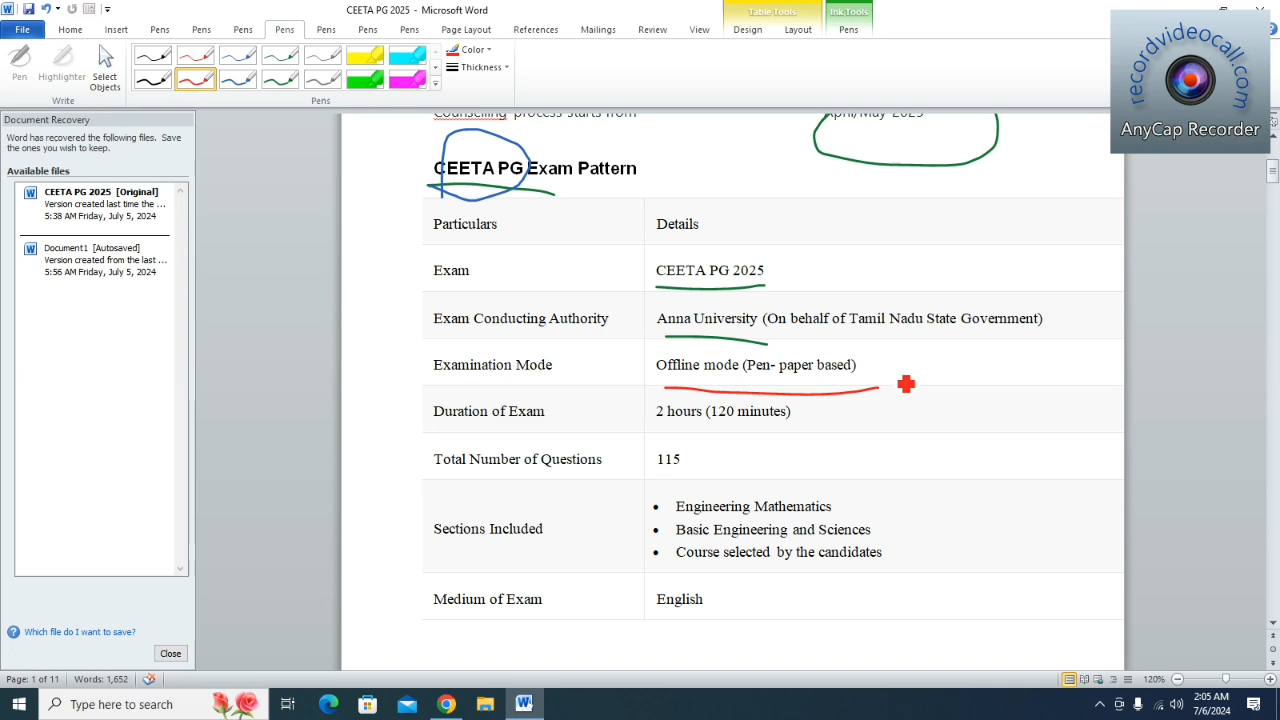 CEETA PG 2025 - Microsoft Word
Table Tools
Ink Tools
File Home Insert Pens Pens Pens Pens Pens Pens Pens Page Layout References Mailings Review View Design Layout Pens
Pen
Highlighter
Select Objects
Color
Thickness
Write
Pens
recordvideocall.com
AnyCap Recorder
Document Recovery
Word has recovered the following files. Save
the ones you wish to keep.
Available files
CEETA PG 2025 [Original]
Version created last time the ...
5:38 AM Friday, July 5, 2024
Document1 [Autosaved]
Version created from the last ...
5:56 AM Friday, July 5, 2024
Which file do I want to save?
Close
Counselling process starts from April/May 2025
CEETA PG Exam Pattern
Particulars Details
Exam CEETA PG 2025
Exam Conducting Authority Anna University (On behalf of Tamil Nadu State Government)
Examination Mode Offline mode (Pen- paper based)
Duration of Exam 2 hours (120 minutes)
Total Number of Questions 115
Sections Included
• Engineering Mathematics
• Basic Engineering and Sciences
• Course selected by the candidates
Medium of Exam English
Page: 1 of 11 Words: 1,652 120%
Type here to search
2:05 AM
7/6/2024